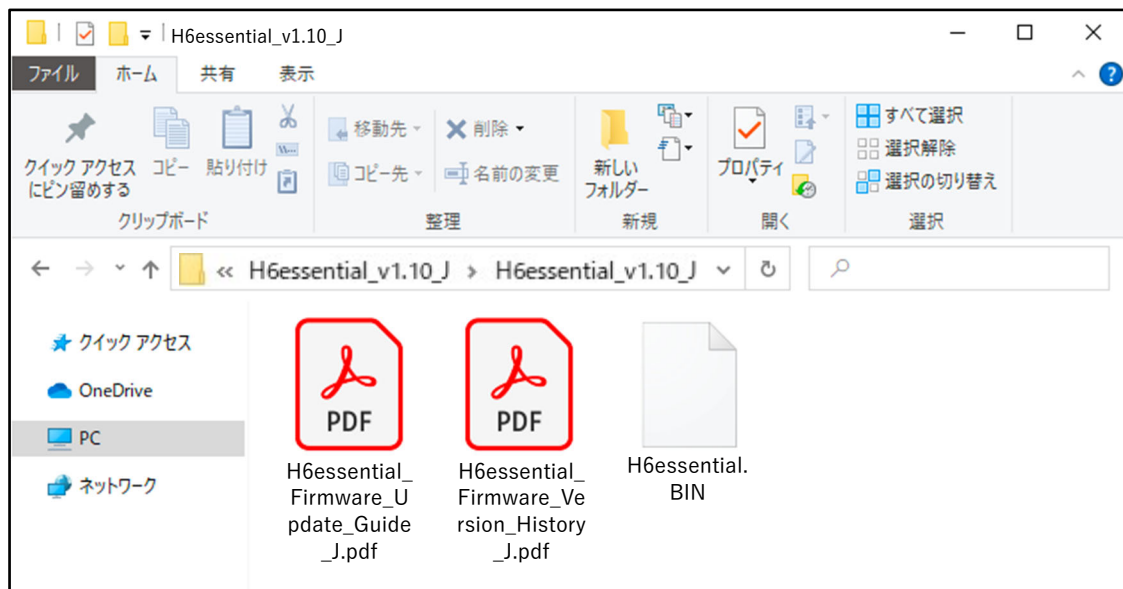 H6essential_v1.10_J
ファイル ホーム 共有 表示
クイック アクセス
にピン留めする
コピー
貼り付け
移動先
コピー先
削除
名前の変更
新しい
フォルダー
プロパティ
すべて選択
選択解除
選択の切り替え
クリップボード 整理 新規 開く 選択
« H6essential_v1.10_J › H6essential_v1.10_J
クイック アクセス
OneDrive
PC
ネットワーク
PDF
H6essential_
Firmware_U
pdate_Guide
_J.pdf
PDF
H6essential_
Firmware_Ve
rsion_History
_J.pdf
H6essential.
BIN